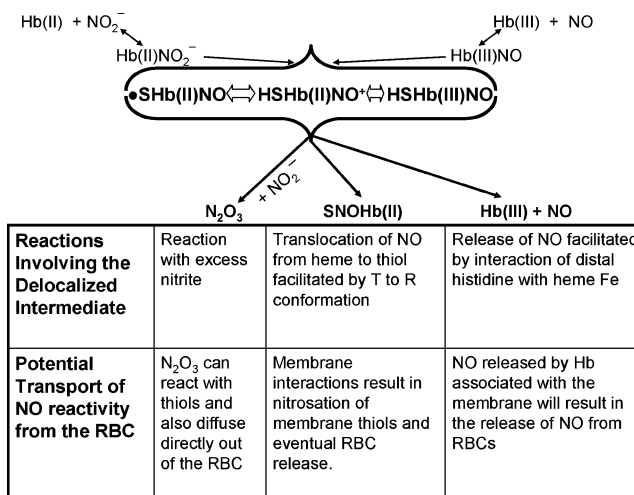 Hb(II) + NO₂⁻
Hb(III) + NO
Hb(II)NO₂⁻
Hb(III)NO
•SHb(II)NO⇔HSHb(II)NO⁺⇔HSHb(III)NO
+ NO₂⁻
N₂O₃
SNOHb(II)
Hb(III) + NO
Reactions
Involving the
Delocalized
Intermediate
Reaction
with excess
nitrite
Translocation of NO
from heme to thiol
facilitated by T to R
conformation
Release of NO facilitated
by interaction of distal
histidine with heme Fe
Potential
Transport of
NO reactivity
from the RBC
N₂O₃ can
react with
thiols and
also diffuse
directly out
of the RBC
Membrane
interactions result in
nitrosation of
membrane thiols and
eventual RBC
release.
NO released by Hb
associated with the
membrane will result in
the release of NO from
RBCs